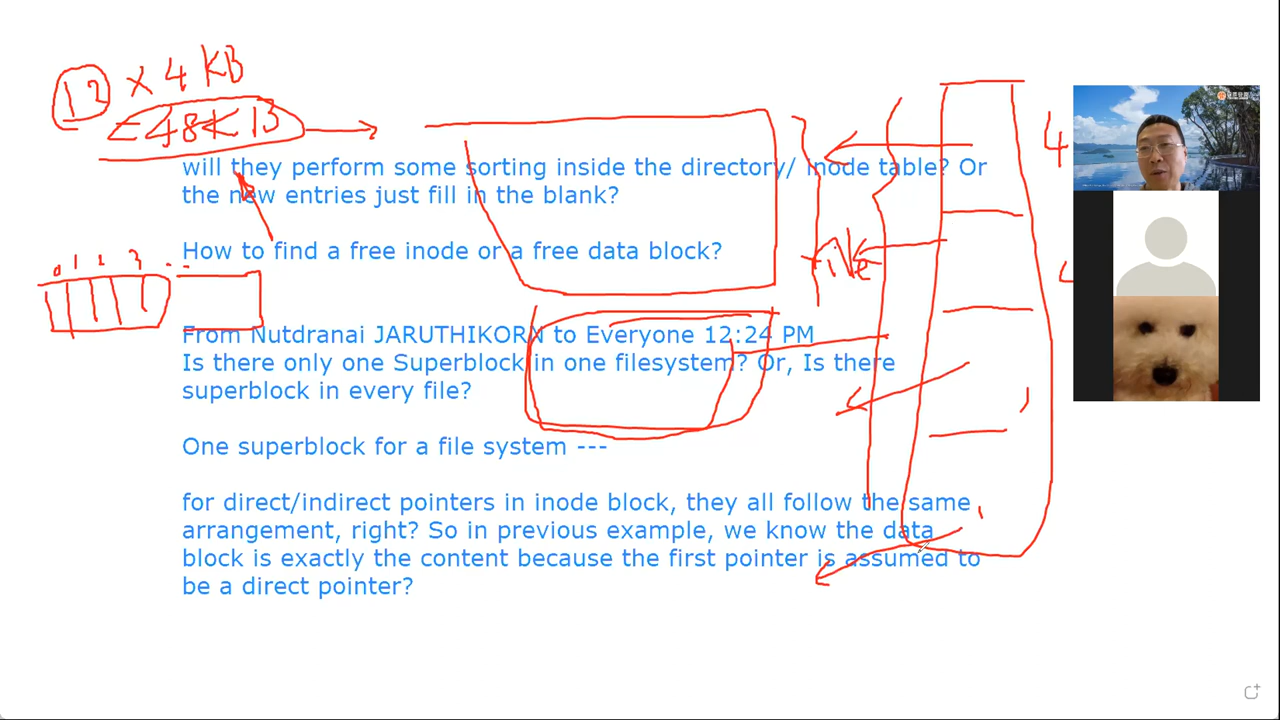 12 × 4 KB
48KB
will they perform some sorting inside the directory/ inode table? Or
the new entries just fill in the blank?
How to find a free inode or a free data block?
file
0 1 2 3 ..
From Nutdranai JARUTHIKORN to Everyone 12:24 PM
Is there only one Superblock in one filesystem? Or, Is there
superblock in every file?
One superblock for a file system ---
for direct/indirect pointers in inode block, they all follow the same
arrangement, right? So in previous example, we know the data
block is exactly the content because the first pointer is assumed to
be a direct pointer?
4